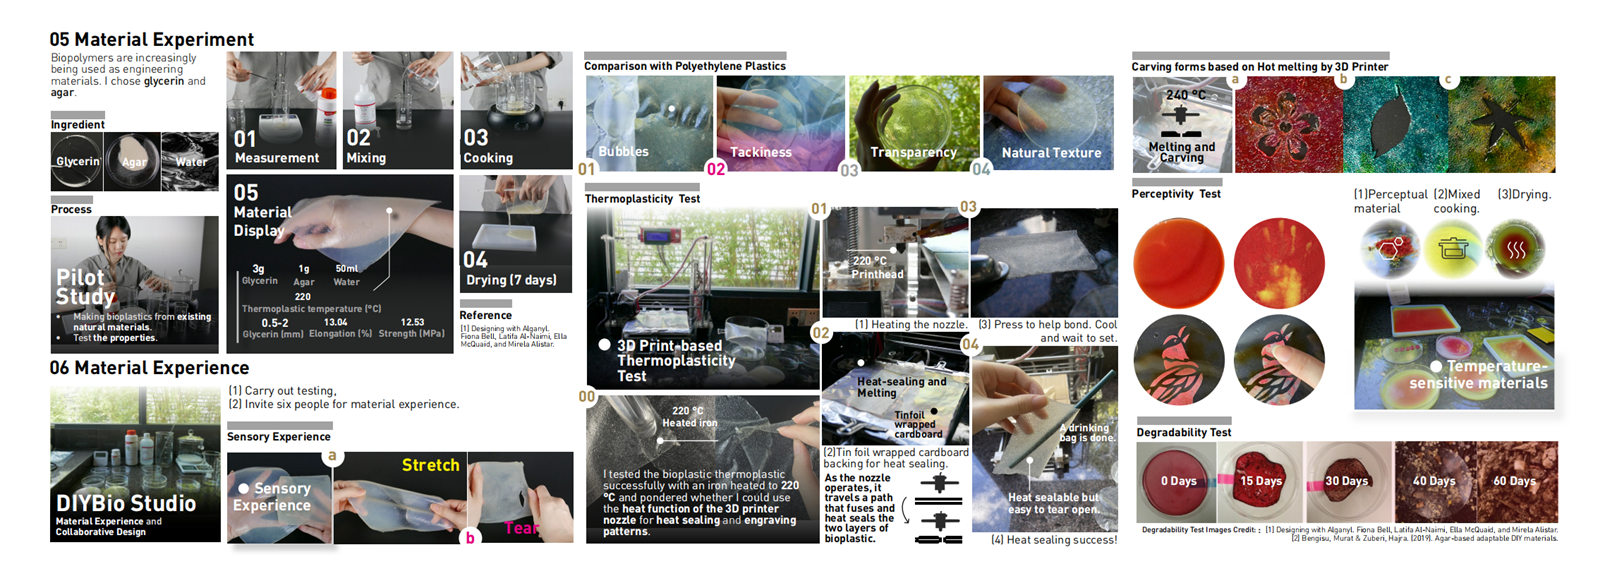 05 Material Experiment
Biopolymers are increasingly
being used as engineering
materials. I chose glycerin and
agar.
Ingredient
Glycerin
Agar
Water
Process
Pilot
Study
Making bioplastics from existing
natural materials.
Test the properties.
01
Measurement
02
Mixing
03
Cooking
05
Material
Display
3g
Glycerin
1g
Agar
50ml
Water
220
Thermoplastic temperature (°C)
0.5-2
Glycerin (mm)
13.04
Elongation (%)
12.53
Strength (MPa)
04
Drying (7 days)
Reference
[1] Designing with Alganyl.
Fiona Bell, Latifa Al-Naimi, Ella
McQuaid, and Mirela Alistar.
06 Material Experience
(1) Carry out testing,
(2) Invite six people for material experience.
DIYBio Studio
Material Experience and
Collaborative Design
Sensory Experience
a
Sensory
Experience
Stretch
b
Tear
Comparison with Polyethylene Plastics
Bubbles
01
Tackiness
02
Transparency
03
Natural Texture
04
Thermoplasticity Test
3D Print-based
Thermoplasticity
Test
00
220 °C
Heated iron
I tested the bioplastic thermoplastic
successfully with an iron heated to 220
°C and pondered whether I could use
the heat function of the 3D printer
nozzle for heat sealing and engraving
patterns.
01
220 °C
Printhead
(1) Heating the nozzle.
03
(3) Press to help bond. Cool
and wait to set.
02
Heat-sealing and
Melting
Tinfoil
wrapped
cardboard
(2)Tin foil wrapped cardboard
backing for heat sealing.
As the nozzle
operates, it
travels a path
that fuses and
heat seals the
two layers of
bioplastic.
04
A drinking
bag is done.
Heat sealable but
easy to tear open.
(4) Heat sealing success!
Carving forms based on Hot melting by 3D Printer
240 °C
Melting and
Carving
a
b
c
Perceptivity Test
(1)Perceptual
material
(2)Mixed
cooking.
(3)Drying.
Temperature-
sensitive materials
Degradability Test
0 Days
15 Days
30 Days
40 Days
60 Days
Degradability Test Images Credit: : [1] Designing with Alganyl. Fiona Bell, Latifa Al-Naimi, Ella McQuaid, and Mirela Alistar.
[2] Bengisu, Murat & Zuberi, Hajra. (2019). Agar-based adaptable DIY materials.